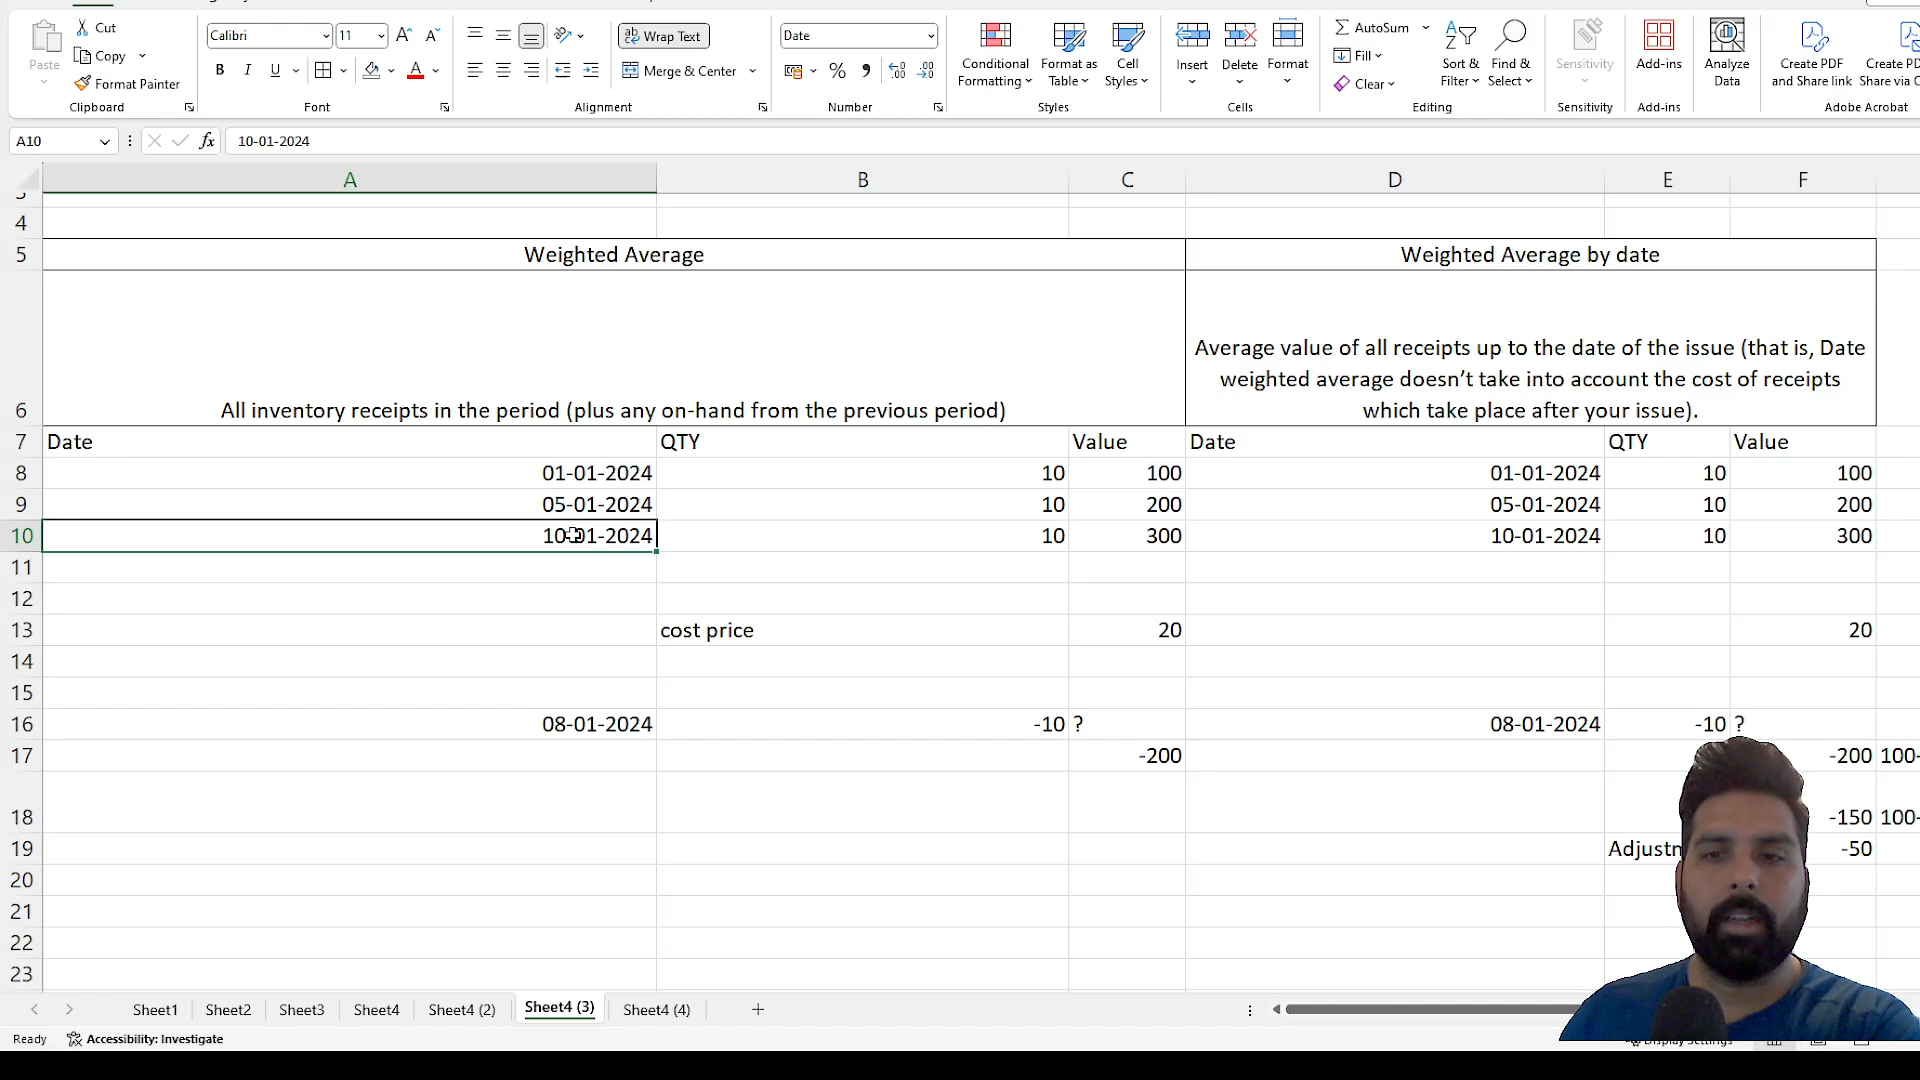 Cut
Copy
Paste
Format Painter
Clipboard
Calibri
11
B I U
Font
Wrap Text
Merge & Center
Alignment
Date
Number
Conditional
Formatting
Format as
Table
Cell
Styles
Styles
Insert
Delete
Format
Cells
AutoSum
Fill
Clear
Sort &
Filter
Find &
Select
Editing
Sensitivity
Sensitivity
Add-ins
Add-ins
Analyze
Data
Create PDF
and Share link
Create PD
Share via
Adobe Acrobat
A10
fx
10-01-2024
A B C D E F
4
5 Weighted Average Weighted Average by date
Average value of all receipts up to the date of the issue (that is, Date
weighted average doesn’t take into account the cost of receipts
6 All inventory receipts in the period (plus any on-hand from the previous period) which take place after your issue).
7 Date QTY Value Date QTY Value
8 01-01-2024 10 100 01-01-2024 10 100
9 05-01-2024 10 200 05-01-2024 10 200
10 10-01-2024 10 300 10-01-2024 10 300
11
12
13 cost price 20 20
14
15
16 08-01-2024 -10 ? 08-01-2024 -10 ?
17 -200 -200 100-
18 -150 100-
19 Adjustn -50
20
21
22
23
Sheet1 Sheet2 Sheet3 Sheet4 Sheet4 (2) Sheet4 (3) Sheet4 (4)
Ready Accessibility: Investigate